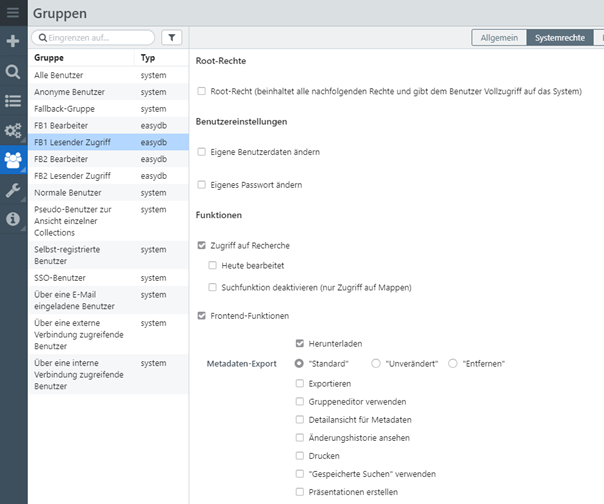 Gruppen
Eingrenzen auf...
Allgemein
Systemrechte
Gruppe Typ
Alle Benutzer system
Anonyme Benutzer system
Fallback-Gruppe system
FB1 Bearbeiter easydb
FB1 Lesender Zugriff easydb
FB2 Bearbeiter easydb
FB2 Lesender Zugriff easydb
Normale Benutzer system
Pseudo-Benutzer zur system
Ansicht einzelner
Collections
Selbst-registrierte system
Benutzer
SSO-Benutzer system
Über eine E-Mail system
eingeladene Benutzer
Über eine externe system
Verbindung zugreifende
Benutzer
Über eine interne system
Verbindung zugreifende
Benutzer
Root-Rechte
Root-Recht (beinhaltet alle nachfolgenden Rechte und gibt dem Benutzer Vollzugriff auf das System)
Benutzereinstellungen
Eigene Benutzerdaten ändern
Eigenes Passwort ändern
Funktionen
Zugriff auf Recherche
Heute bearbeitet
Suchfunktion deaktivieren (nur Zugriff auf Mappen)
Frontend-Funktionen
Herunterladen
Metadaten-Export "Standard" "Unverändert" "Entfernen"
Exportieren
Gruppeneditor verwenden
Detailansicht für Metadaten
Änderungshistorie ansehen
Drucken
"Gespeicherte Suchen" verwenden
Präsentationen erstellen